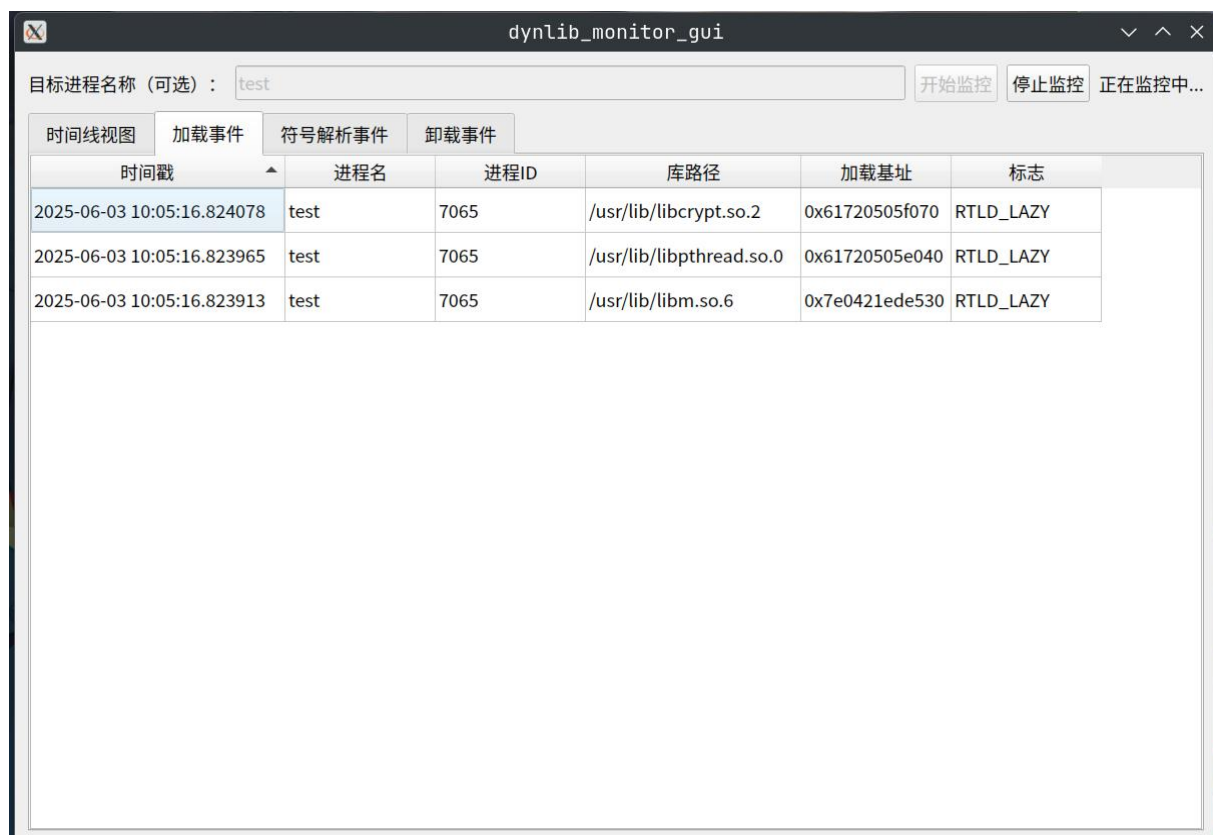 dynlib_monitor_gui
目标进程名称（可选）： test 开始监控 停止监控 正在监控中...
时间线视图 加载事件 符号解析事件 卸载事件
时间戳 进程名 进程ID 库路径 加载基址 标志
2025-06-03 10:05:16.824078 test 7065 /usr/lib/libcrypt.so.2 0x61720505f070 RTLD_LAZY
2025-06-03 10:05:16.823965 test 7065 /usr/lib/libpthread.so.0 0x61720505e040 RTLD_LAZY
2025-06-03 10:05:16.823913 test 7065 /usr/lib/libm.so.6 0x7e0421ede530 RTLD_LAZY